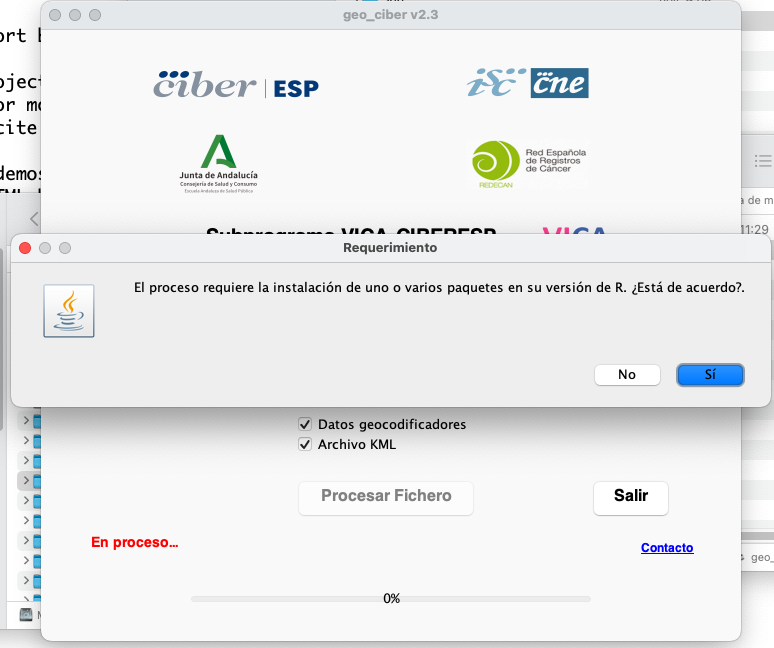 geo_ciber v2.3
ort
ciber ESP
isc cne
oject
or mo
cite
Junta de Andalucía
Consejería de Salud y Consumo
Escuela Andaluza de Salud Pública
REDECAN
Red Española
de Registros
de Cáncer
demos
a de m
11:29
Subprograma VICA-CIBERESP
VICA
Requerimiento
El proceso requiere la instalación de uno o varios paquetes en su versión de R. ¿Está de acuerdo?.
No
Sí
Datos geocodificadores
Archivo KML
Procesar Fichero
Salir
En proceso...
Contacto
geo_
0%